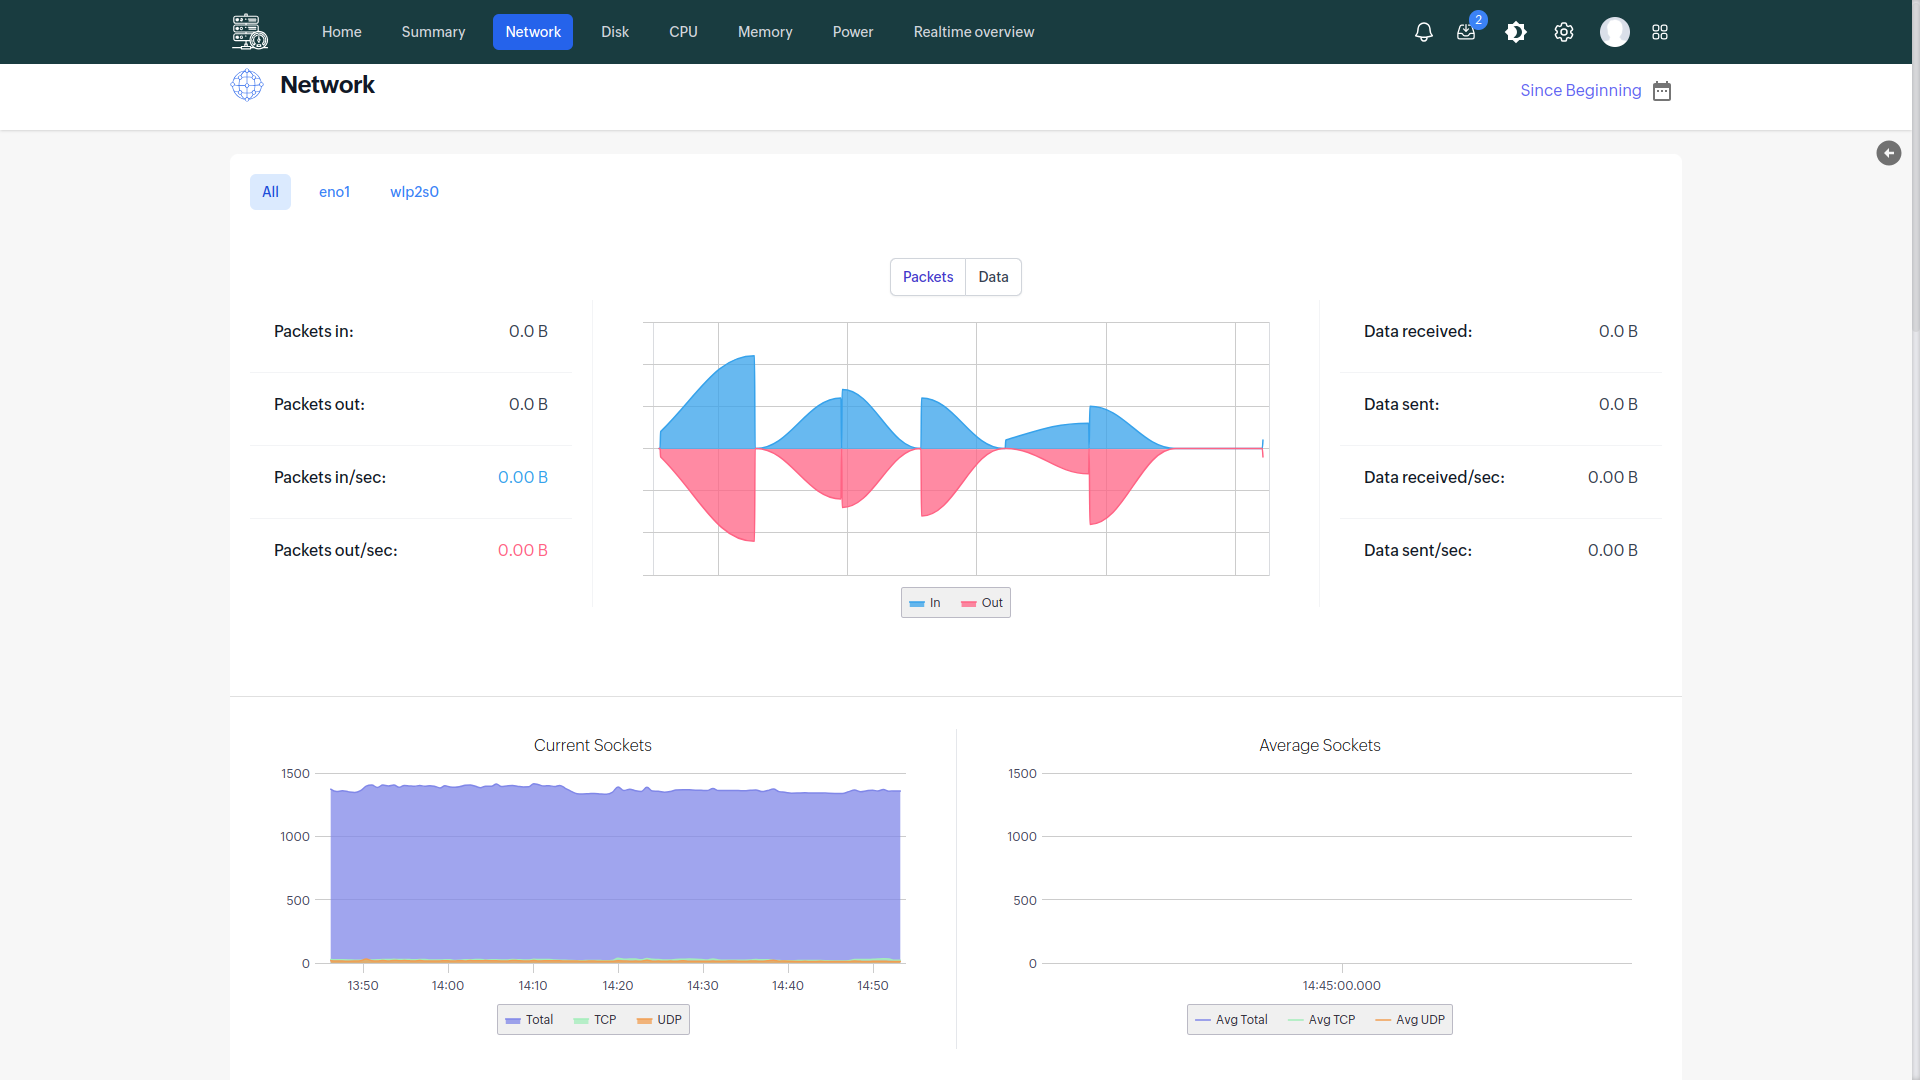 Home Summary Network Disk CPU Memory Power Realtime overview 2
Network
Since Beginning
All eno1 wlp2s0
Packets Data
Packets in: 0.0 B
Packets out: 0.0 B
Packets in/sec: 0.00 B
Packets out/sec: 0.00 B
In Out
Data received: 0.0 B
Data sent: 0.0 B
Data received/sec: 0.00 B
Data sent/sec: 0.00 B
Current Sockets
1500
1000
500
0
13:50 14:00 14:10 14:20 14:30 14:40 14:50
Total TCP UDP
Average Sockets
1500
1000
500
0
14:45:00.000
Avg Total Avg TCP Avg UDP